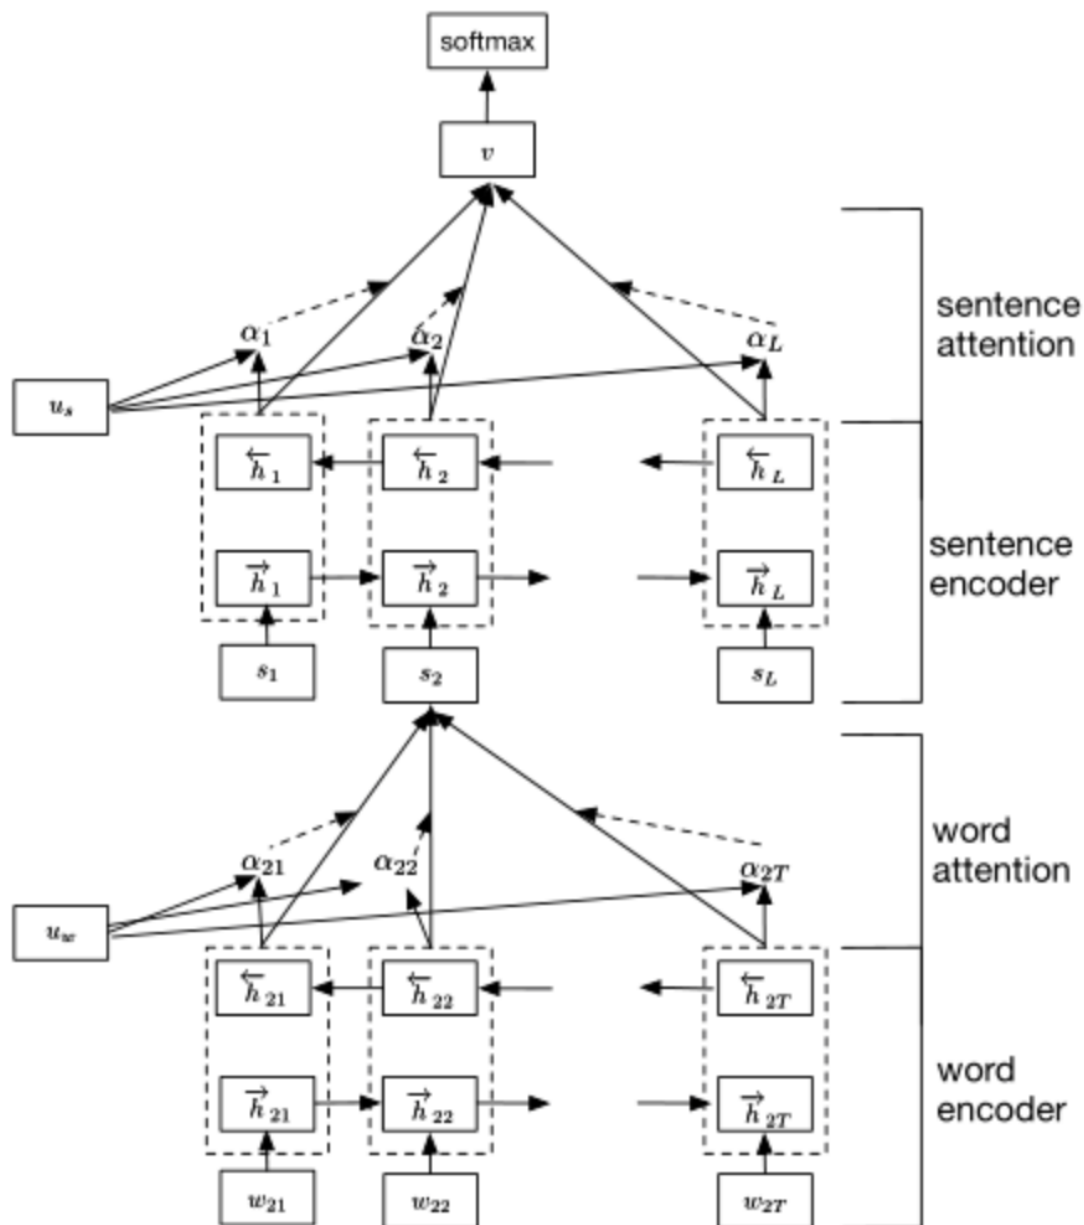 softmax
v
α1 α2 αL
sentence
attention
us
←h1 ←h2 ←hL
sentence
encoder
→h1 →h2 →hL
s1 s2 sL
word
attention
α21 α22 α2T
uw
←h21 ←h22 ←h2T
word
encoder
→h21 →h22 →h2T
w21 w22 w2T